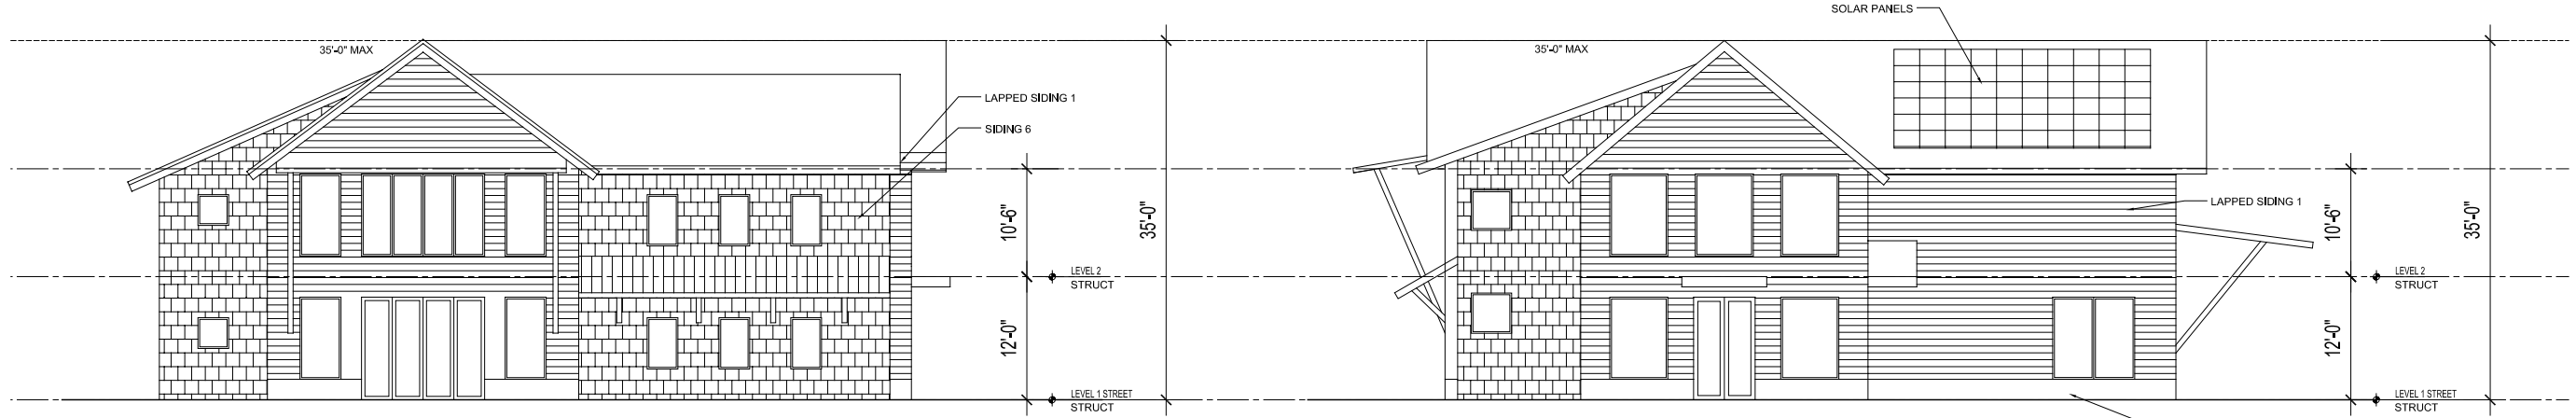 SOLAR PANELS
35'-0" MAX
35'-0" MAX
LAPPED SIDING 1
SIDING 6
LAPPED SIDING 1
10'-6"
35'-0"
10'-6"
35'-0"
LEVEL 2
STRUCT
LEVEL 2
STRUCT
12'-0"
12'-0"
LEVEL 1 STREET
STRUCT
LEVEL 1 STREET
STRUCT